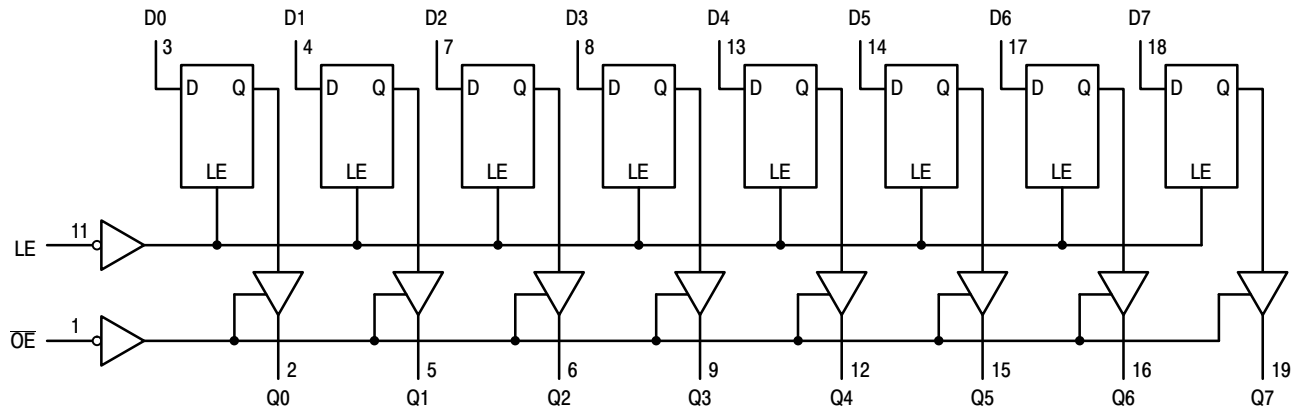 D0 D1 D2 D3 D4 D5 D6 D7
3 4 7 8 13 14 17 18
D Q D Q D Q D Q D Q D Q D Q D Q
LE LE LE LE LE LE LE LE
11
LE
1
O̅E̅
2 5 6 9 12 15 16 19
Q0 Q1 Q2 Q3 Q4 Q5 Q6 Q7